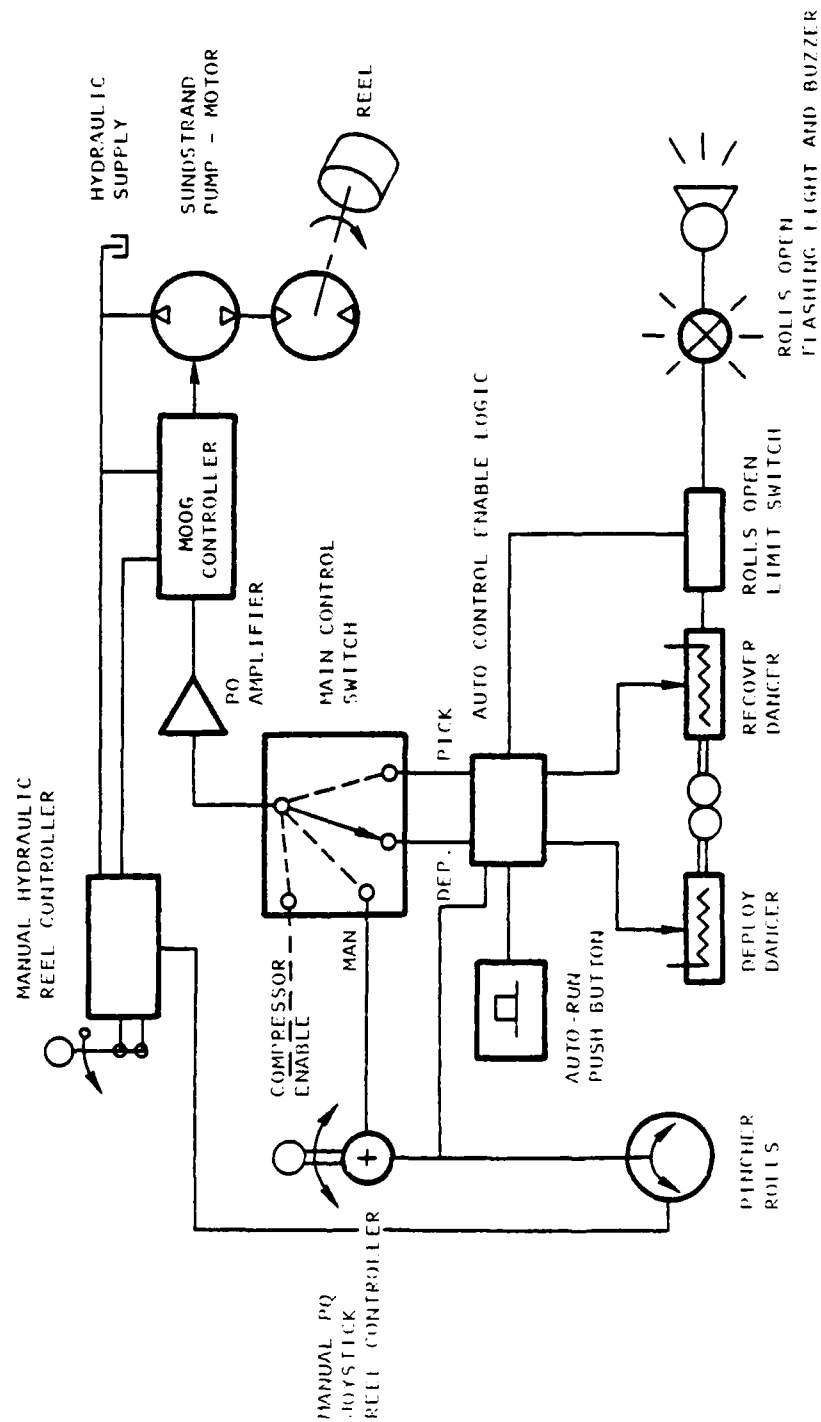 MANUAL HYDRAULIC
REEL CONTROLLER
HYDRAULIC
SUPPLY
SUNDSTRAND
PUMP - MOTOR
REEL
MOOG
CONTROLLER
PQ
AMPLIFIER
MAIN CONTROL
SWITCH
COMPRESSOR
ENABLE
MAN
DEP.
PICK
MANUAL PQ
JOYSTICK
REEL CONTROLLER
AUTO-RUN
PUSH BUTTON
AUTO CONTROL ENABLE LOGIC
PINCHER
ROLLS
DEPLOY
DANCER
RECOVER
DANCER
ROLLS OPEN
LIMIT SWITCH
ROLLS OPEN
FLASHING LIGHT AND BUZZER